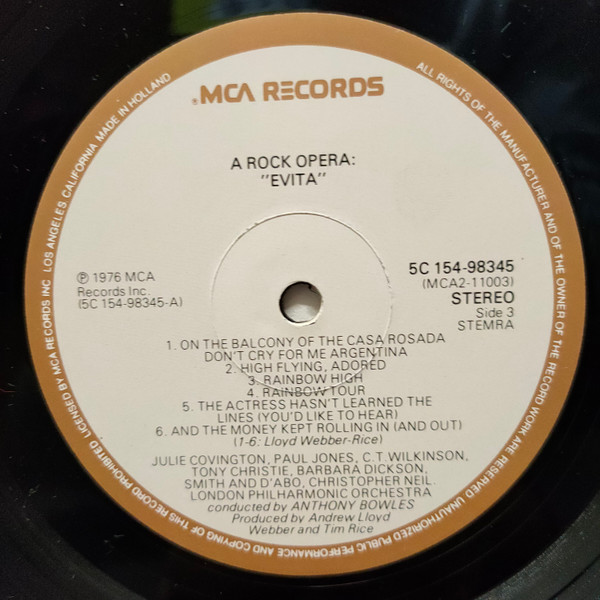 ®MCA RECORDS
A ROCK OPERA:
"EVITA"
℗ 1976 MCA
Records Inc.
(5C 154-98345-A)
5C 154-98345
(MCA2-11003)
STEREO
Side 3
STEMRA
1. ON THE BALCONY OF THE CASA ROSADA
DON'T CRY FOR ME ARGENTINA
2. HIGH FLYING, ADORED
3. RAINBOW HIGH
4. RAINBOW TOUR
5. THE ACTRESS HASN'T LEARNED THE
LINES (YOU'D LIKE TO HEAR)
6. AND THE MONEY KEPT ROLLING IN (AND OUT)
(1-6: Lloyd Webber-Rice)
JULIE COVINGTON, PAUL JONES, C.T. WILKINSON,
TONY CHRISTIE, BARBARA DICKSON,
SMITH AND D'ABO, CHRISTOPHER NEIL.
LONDON PHILHARMONIC ORCHESTRA
conducted by ANTHONY BOWLES
Produced by Andrew Lloyd
Webber and Tim Rice
ALL RIGHTS OF THE MANUFACTURER AND OF THE OWNER OF THE RECORD WORK ARE RESERVED UNAUTHORIZED PUBLIC PERFORMANCE AND COPYING OF THIS RECORD PROHIBITED LICENSED BY MCA RECORDS INC LOS ANGELES CALIFORNIA MADE IN HOLLAND